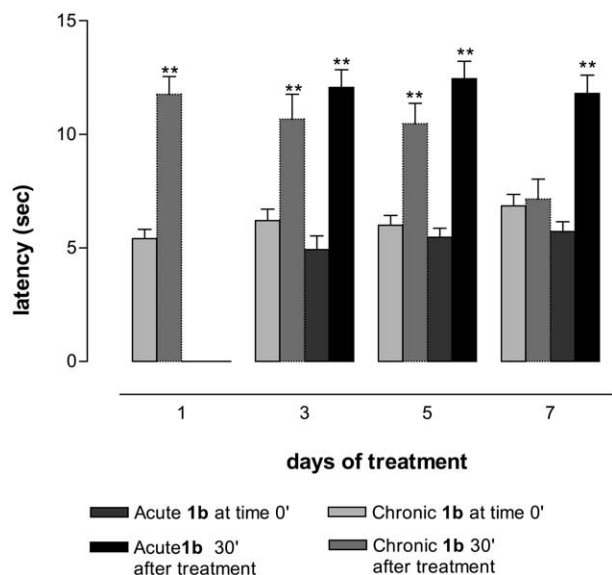 15
10
5
0
latency (sec)
**
**
**
**
**
**
1 3 5 7
days of treatment
Acute 1b at time 0'
Chronic 1b at time 0'
Acute1b 30'
after treatment
Chronic 1b 30'
after treatment